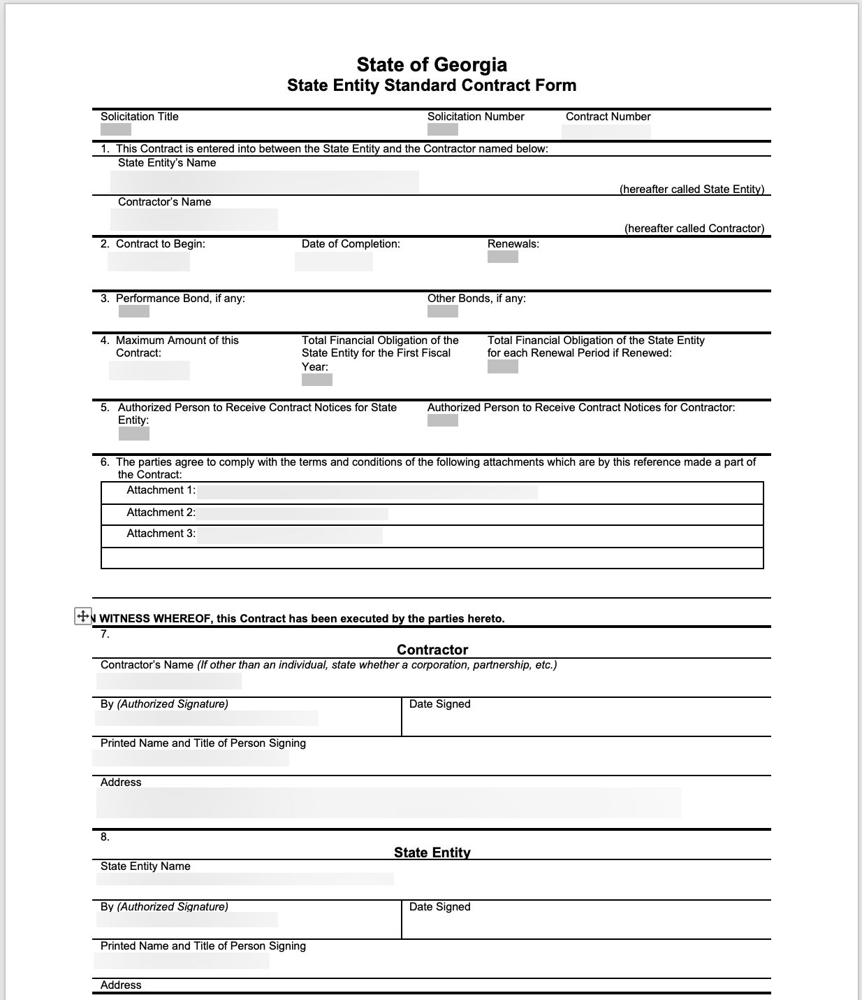 State of Georgia
State Entity Standard Contract Form
Solicitation Title
Solicitation Number
Contract Number
1. This Contract is entered into between the State Entity and the Contractor named below:
State Entity’s Name
(hereafter called State Entity)
Contractor’s Name
(hereafter called Contractor)
2. Contract to Begin:
Date of Completion:
Renewals:
3. Performance Bond, if any:
Other Bonds, if any:
4. Maximum Amount of this
Contract:
Total Financial Obligation of the
State Entity for the First Fiscal
Year:
Total Financial Obligation of the State Entity
for each Renewal Period if Renewed:
5. Authorized Person to Receive Contract Notices for State
Entity:
Authorized Person to Receive Contract Notices for Contractor:
6. The parties agree to comply with the terms and conditions of the following attachments which are by this reference made a part of
the Contract:
Attachment 1:
Attachment 2:
Attachment 3:
N WITNESS WHEREOF, this Contract has been executed by the parties hereto.
7.
Contractor
Contractor’s Name (If other than an individual, state whether a corporation, partnership, etc.)
By (Authorized Signature)
Date Signed
Printed Name and Title of Person Signing
Address
8.
State Entity
State Entity Name
By (Authorized Signature)
Date Signed
Printed Name and Title of Person Signing
Address